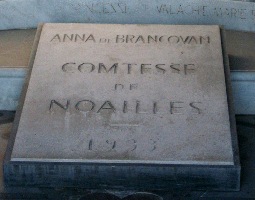 ANNA DE BRANCOVAN
COMTESSE
DE
NOAILLES
1933